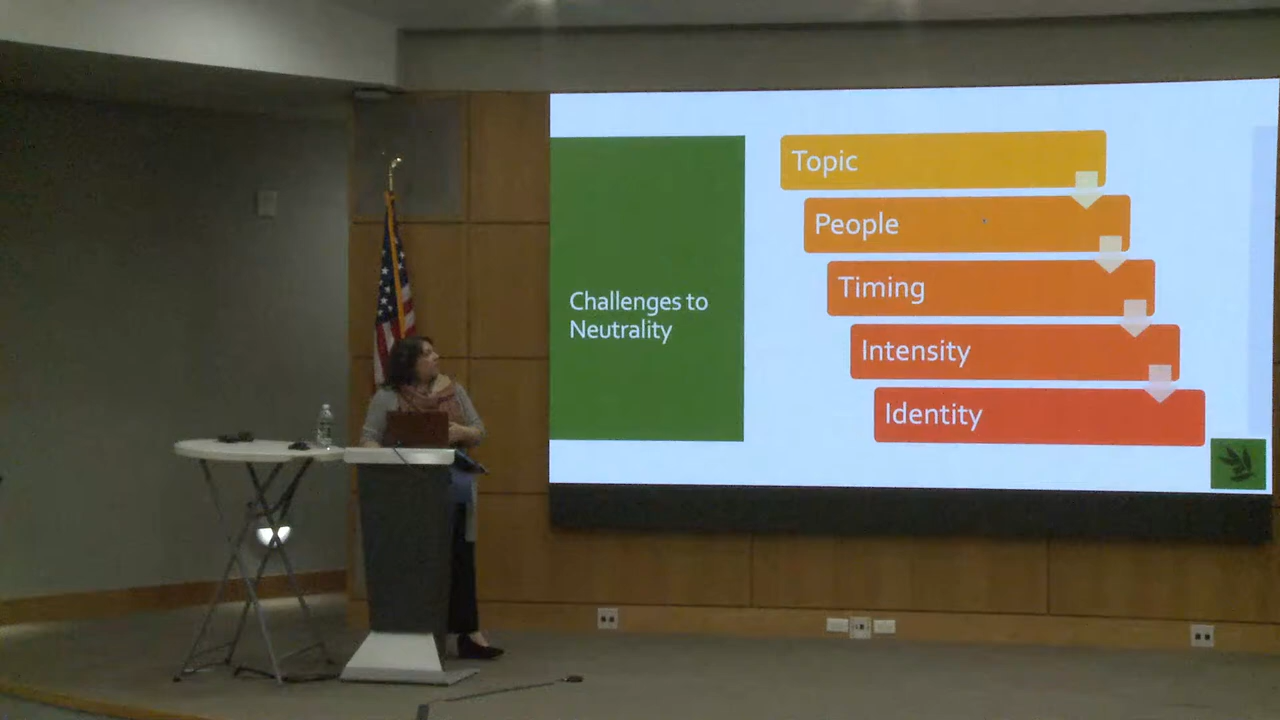 Challenges to
Neutrality
Topic
People
Timing
Intensity
Identity